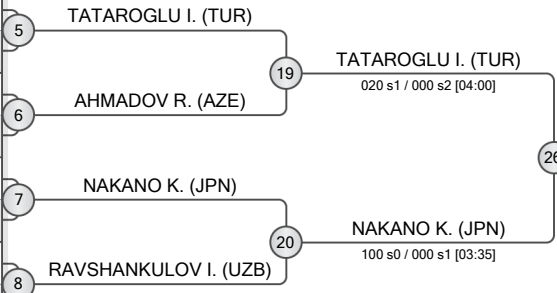 TATAROGLU I. (TUR)
5
19
TATAROGLU I. (TUR)
020 s1 / 000 s2 [04:00]
AHMADOV R. (AZE)
6
26
NAKANO K. (JPN)
7
20
NAKANO K. (JPN)
100 s0 / 000 s1 [03:35]
RAVSHANKULOV I. (UZB)
8